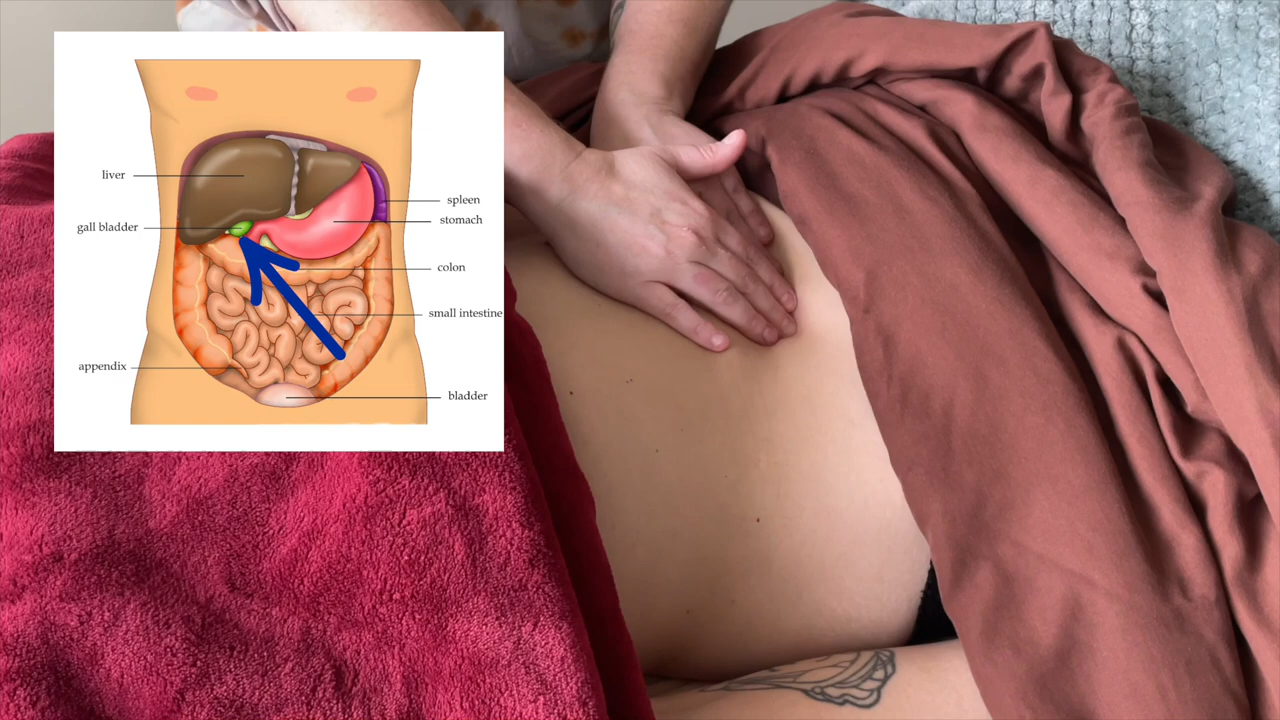 liver
spleen
stomach
gall bladder
colon
small intestine
appendix
bladder